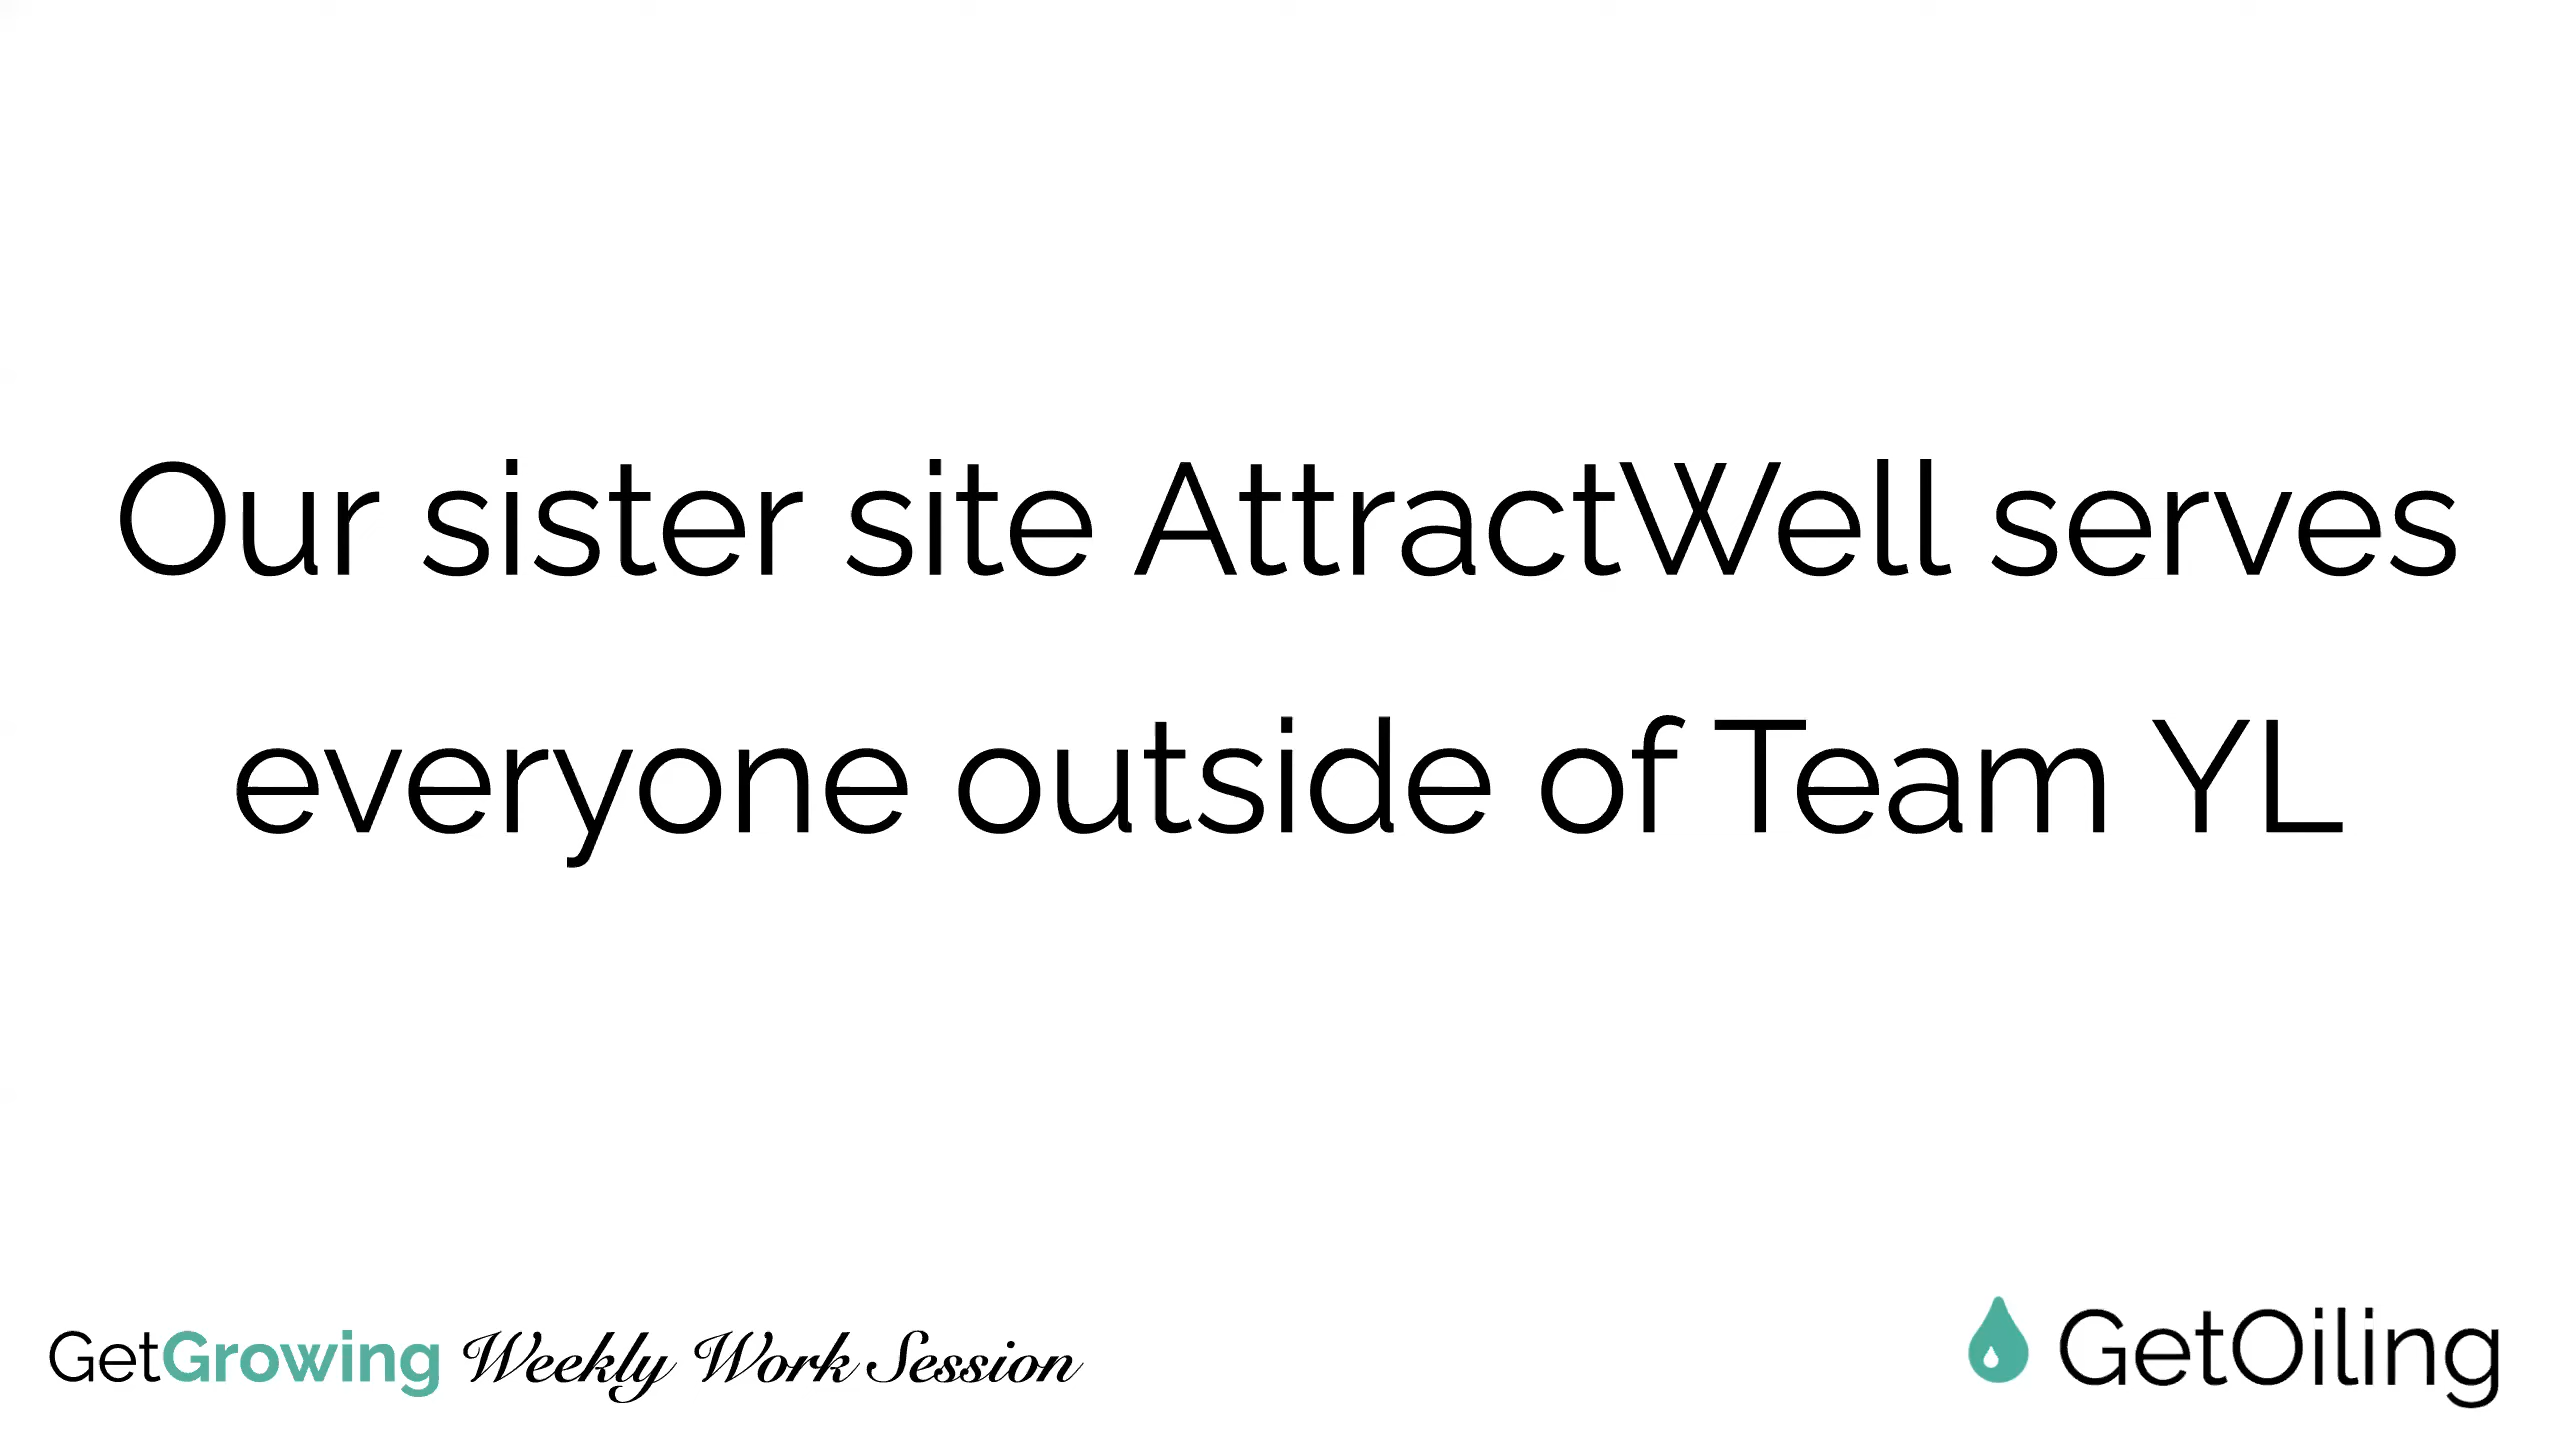 Our sister site AttractWell serves
everyone outside of Team YL
GetGrowing Weekly Work Session
GetOiling